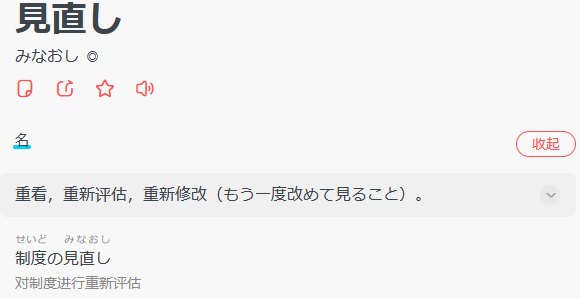 見直し
みなおし ◎
名
收起
重看，重新评估，重新修改（もう一度改めて見ること）。
せいど みなおし
制度の見直し
对制度进行重新评估